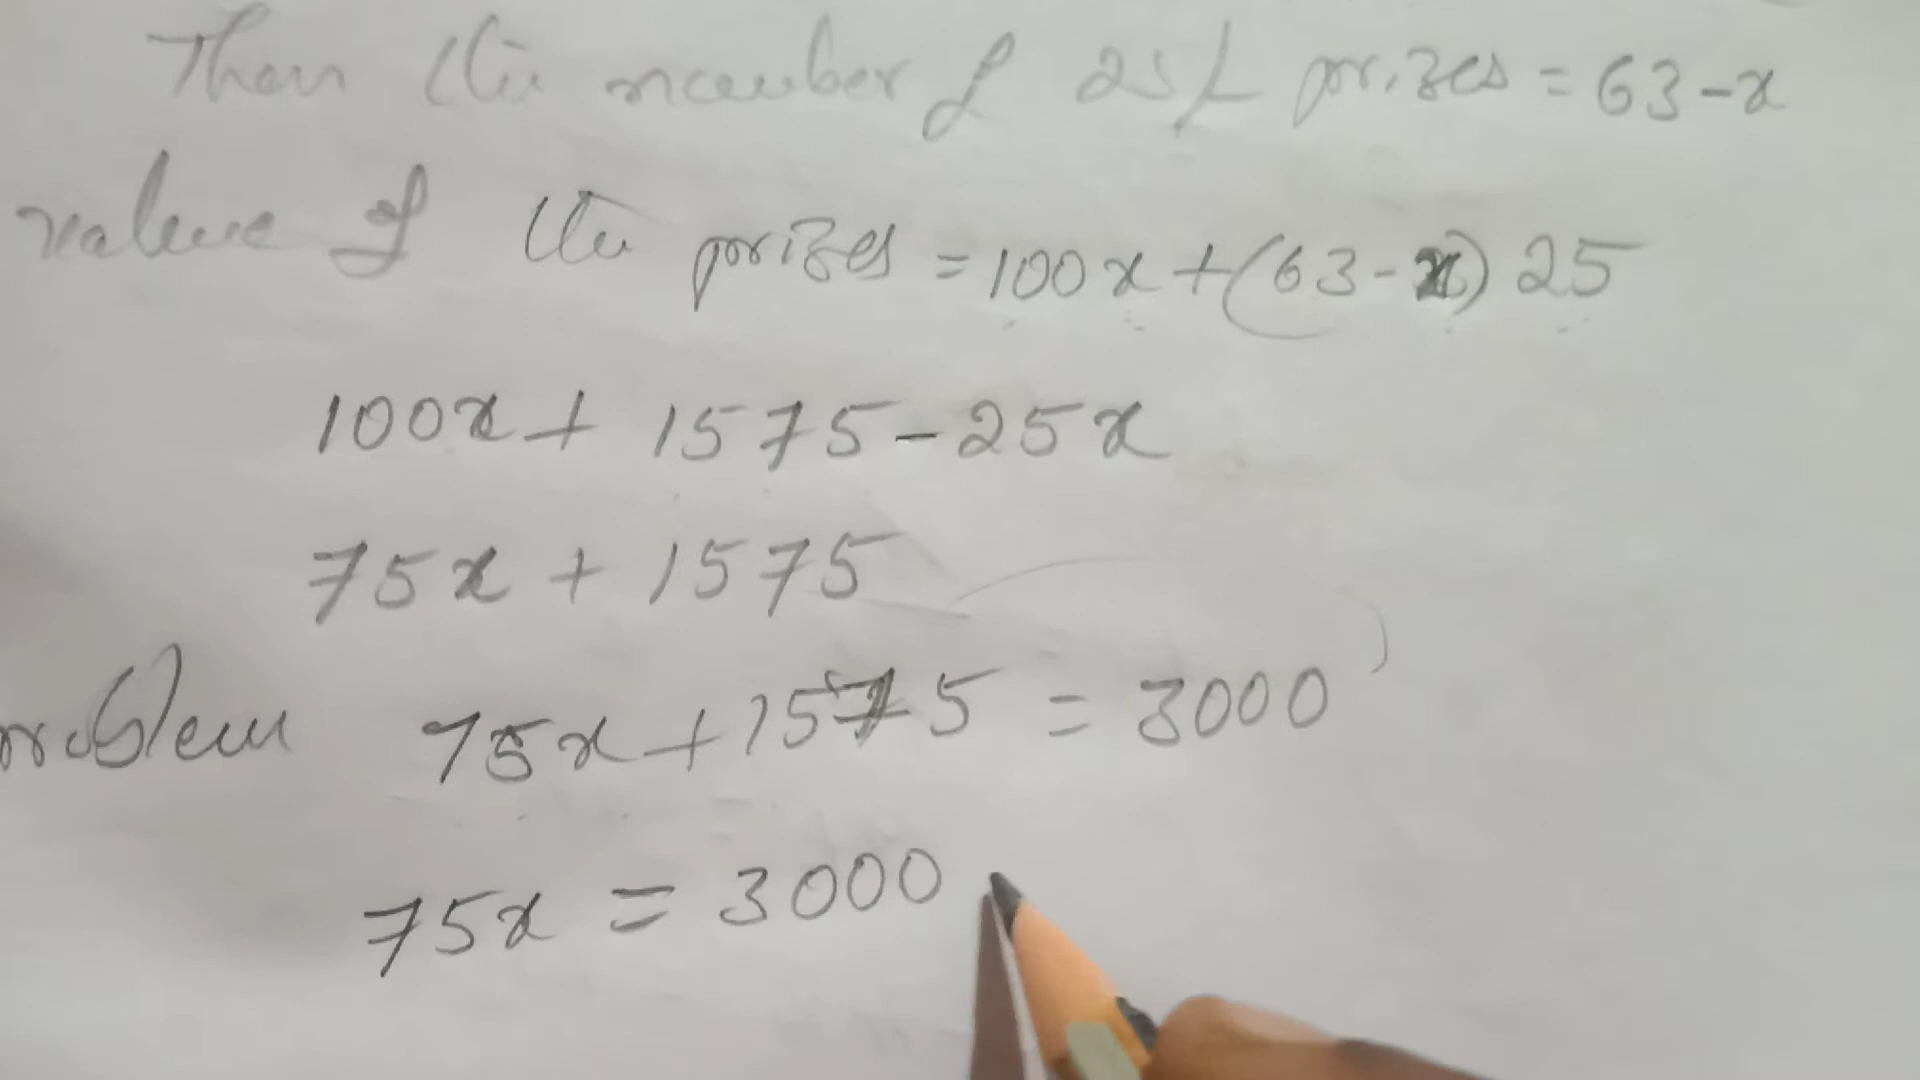 Then the number of 25/- prizes = 63-x
value of the prizes = 100x+(63-x) 25
100x + 1575-25x
75x + 1575
problem 75x+1575 = 3000
75x = 3000